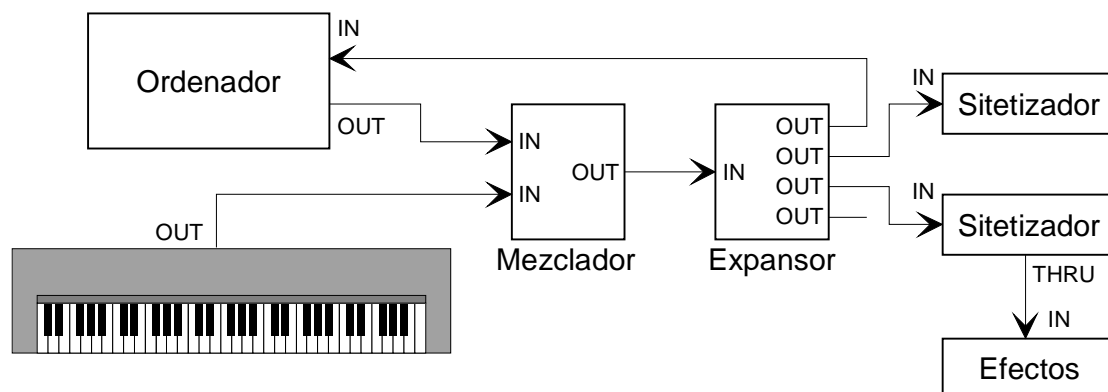 IN
Ordenador
OUT
IN
IN
OUT
IN
OUT
OUT
OUT
OUT
IN
Sitetizador
IN
Sitetizador
OUT
Mezclador
Expansor
THRU
IN
Efectos